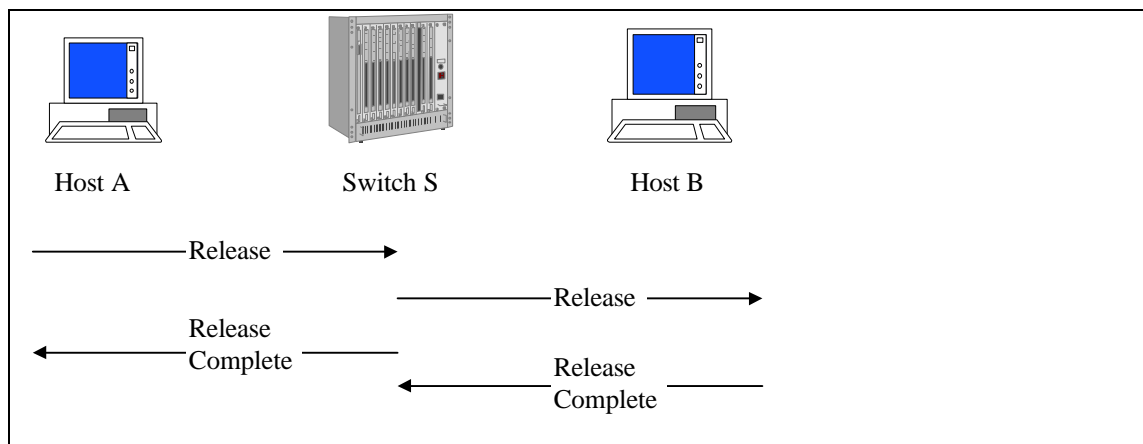 Host A
Switch S
Host B
Release
Release
Release
Complete
Release
Complete